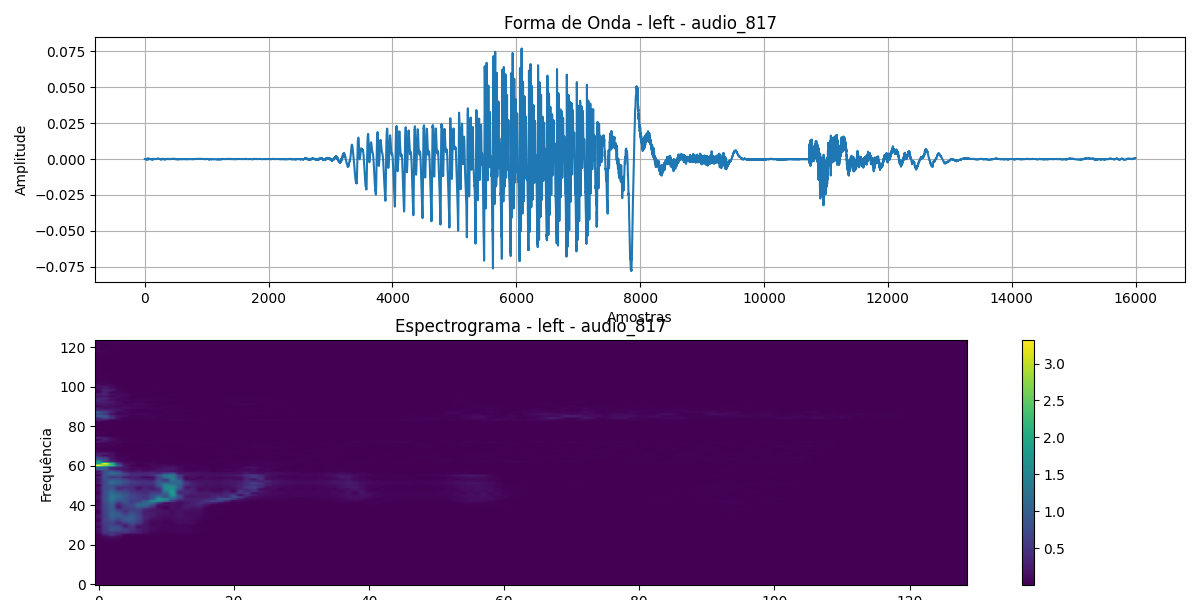 Forma de Onda - left - audio_817
0.075
0.050
0.025
0.000
−0.025
−0.050
−0.075
Amplitude
0 2000 4000 6000 8000 10000 12000 14000 16000
Amostras
Espectrograma - left - audio_817
120
100
80
60
40
20
0
Frequência
0 20 40 60 80 100 120
3.0
2.5
2.0
1.5
1.0
0.5